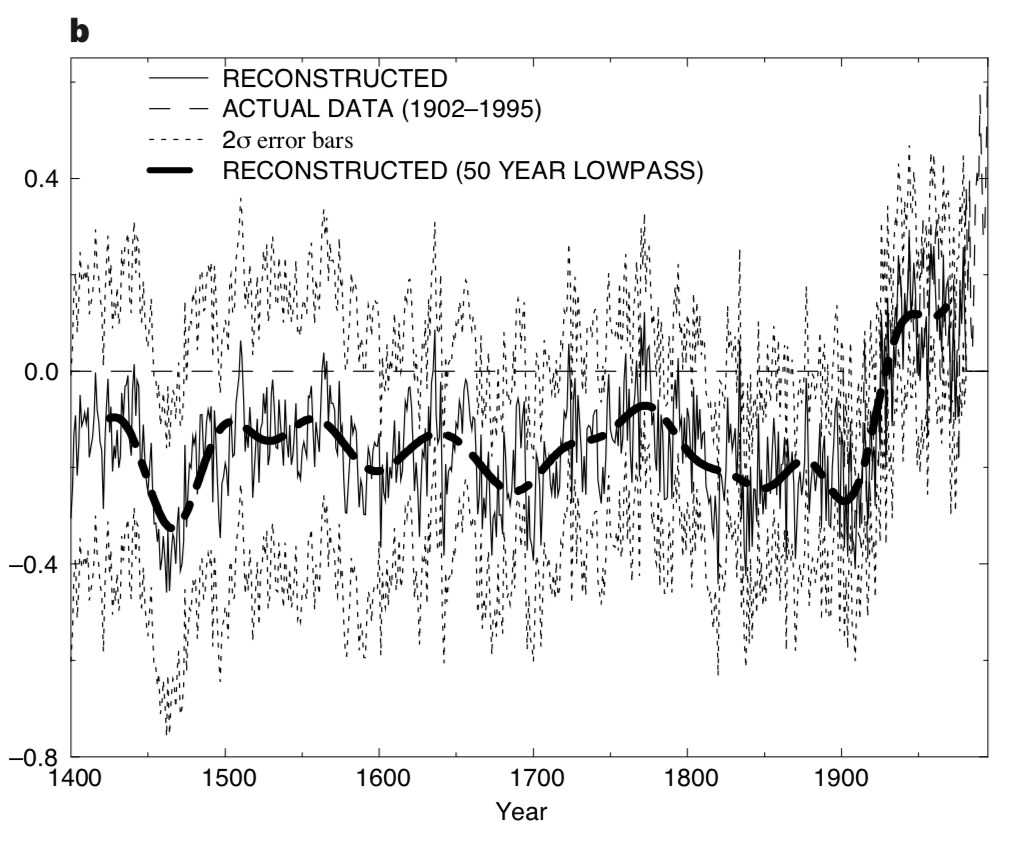 b
RECONSTRUCTED
ACTUAL DATA (1902–1995)
2σ error bars
RECONSTRUCTED (50 YEAR LOWPASS)
0.4
0.0
−0.4
−0.8
1400 1500 1600 1700 1800 1900
Year